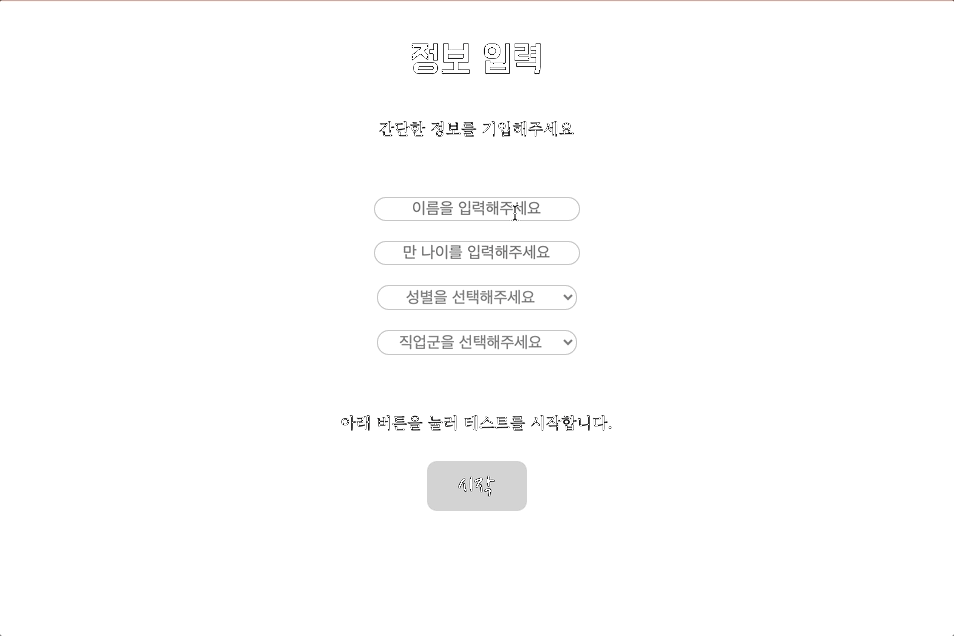 정보 입력
간단한 정보를 기입해주세요
이름을 입력해주세요
만 나이를 입력해주세요
성별을 선택해주세요
직업군을 선택해주세요
아래 버튼을 눌러 테스트를 시작합니다.
시작